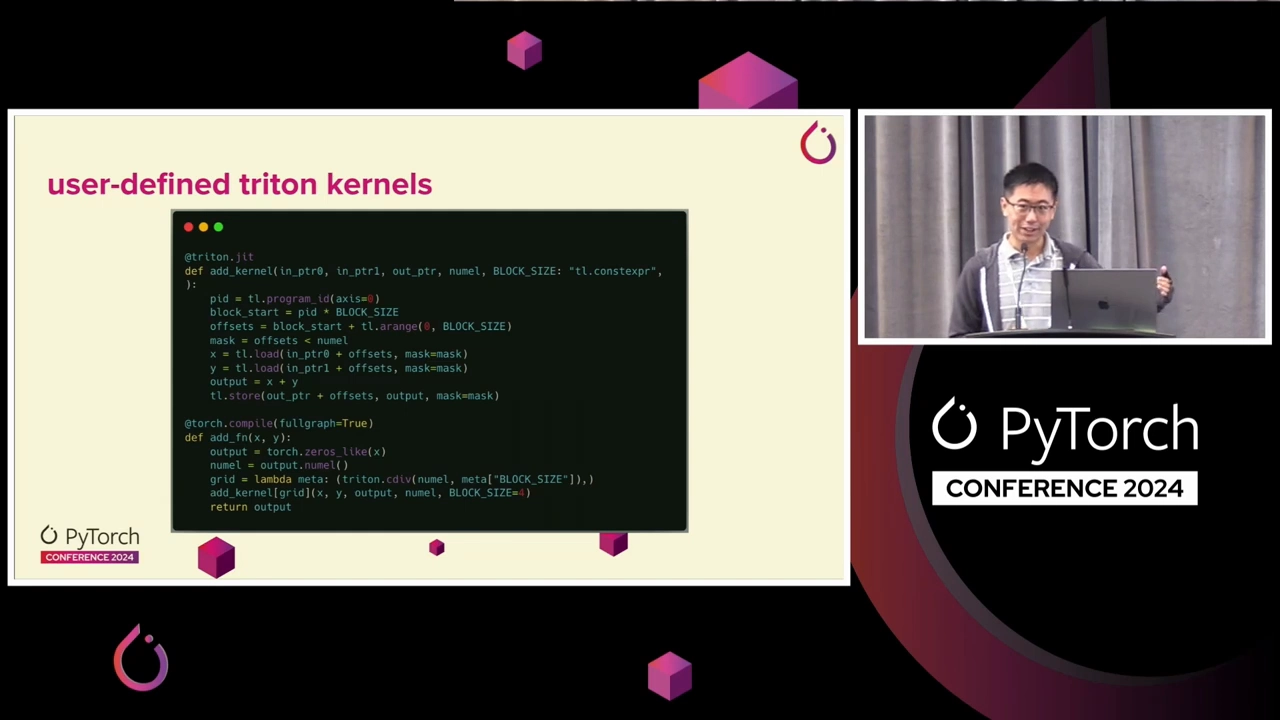 user-defined triton kernels
@triton.jit
def add_kernel(in_ptr0, in_ptr1, out_ptr, numel, BLOCK_SIZE: "tl.constexpr",
):
    pid = tl.program_id(axis=0)
    block_start = pid * BLOCK_SIZE
    offsets = block_start + tl.arange(0, BLOCK_SIZE)
    mask = offsets < numel
    x = tl.load(in_ptr0 + offsets, mask=mask)
    y = tl.load(in_ptr1 + offsets, mask=mask)
    output = x + y
    tl.store(out_ptr + offsets, output, mask=mask)
@torch.compile(fullgraph=True)
def add_fn(x, y):
    output = torch.zeros_like(x)
    numel = output.numel()
    grid = lambda meta: (triton.cdiv(numel, meta["BLOCK_SIZE"]),)
    add_kernel[grid](x, y, output, numel, BLOCK_SIZE=4)
    return output
PyTorch
CONFERENCE 2024
PyTorch
CONFERENCE 2024